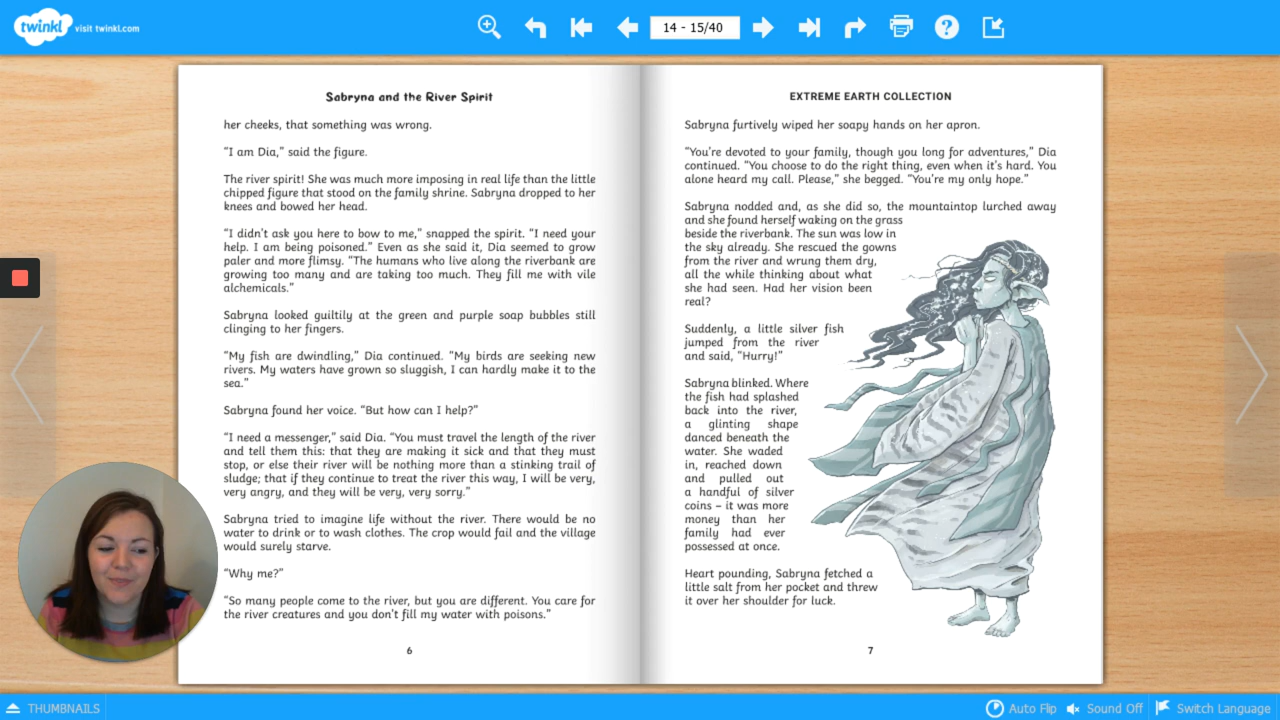 twinkl visit twinkl.com
14 - 15/40
Sabryna and the River Spirit
her cheeks, that something was wrong.
"I am Dia," said the figure.
The river spirit! She was much more imposing in real life than the little
chipped figure that stood on the family shrine. Sabryna dropped to her
knees and bowed her head.
"I didn't ask you here to bow to me," snapped the spirit. "I need your
help. I am being poisoned." Even as she said it, Dia seemed to grow
paler and more flimsy. "The humans who live along the riverbank are
growing too many and are taking too much. They fill me with vile
alchemicals."
Sabryna looked guiltily at the green and purple soap bubbles still
clinging to her fingers.
"My fish are dwindling," Dia continued. "My birds are seeking new
rivers. My waters have grown so sluggish, I can hardly make it to the
sea."
Sabryna found her voice. "But how can I help?"
"I need a messenger," said Dia. "You must travel the length of the river
and tell them this: that they are making it sick and that they must
stop, or else their river will be nothing more than a stinking trail of
sludge; that if they continue to treat the river this way, I will be very,
very angry, and they will be very, very sorry."
Sabryna tried to imagine life without the river. There would be no
water to drink or to wash clothes. The crop would fail and the village
would surely starve.
"Why me?"
"So many people come to the river, but you are different. You care for
the river creatures and you don't fill my water with poisons."
6
EXTREME EARTH COLLECTION
Sabryna furtively wiped her soapy hands on her apron.
"You're devoted to your family, though you long for adventures," Dia
continued. "You choose to do the right thing, even when it's hard. You
alone heard my call. Please," she begged. "You're my only hope."
Sabryna nodded and, as she did so, the mountaintop lurched away
and she found herself waking on the grass
beside the riverbank. The sun was low in
the sky already. She rescued the gowns
from the river and wrung them dry,
all the while thinking about what
she had seen. Had her vision been
real?
Suddenly, a little silver fish
jumped from the river
and said, "Hurry!"
Sabryna blinked. Where
the fish had splashed
back into the river,
a glinting shape
danced beneath the
water. She waded
in, reached down
and pulled out
a handful of silver
coins – it was more
money than her
family had ever
possessed at once.
Heart pounding, Sabryna fetched a
little salt from her pocket and threw
it over her shoulder for luck.
7
THUMBNAILS
Auto Flip
Sound Off
Switch Language